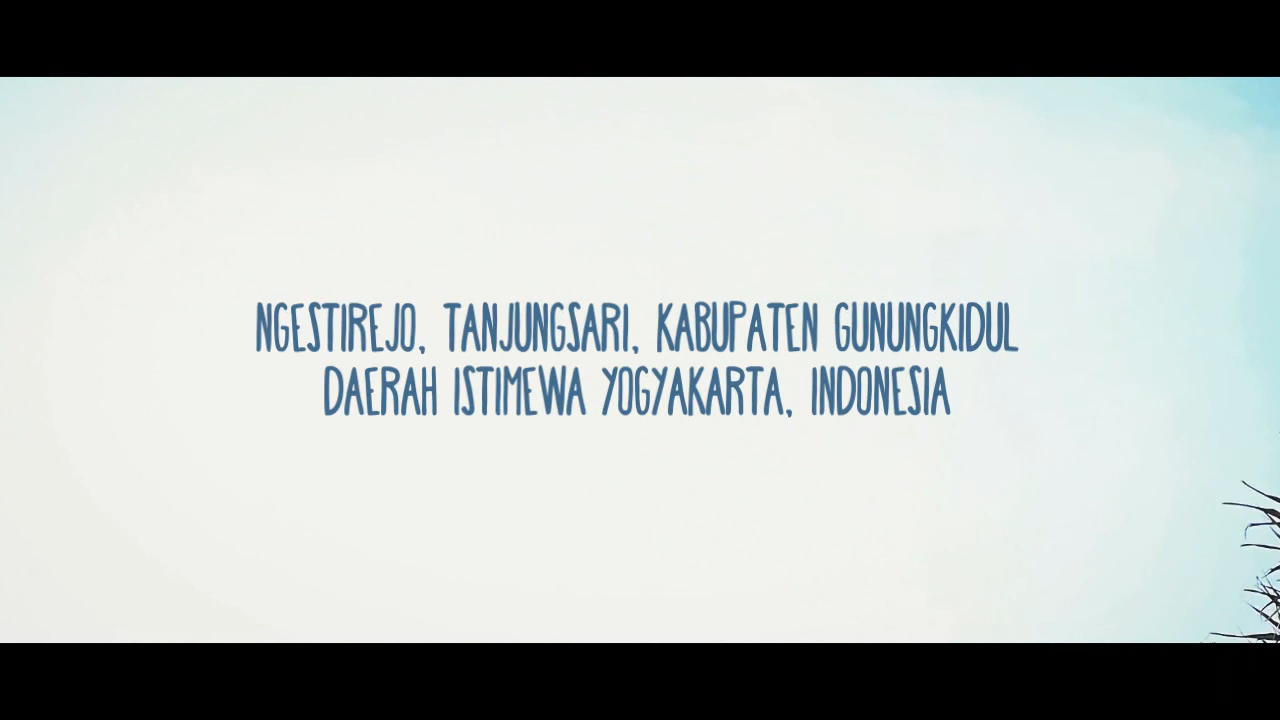 NGESTIREJO, TANJUNGSARI, KABUPATEN GUNUNGKIDUL
DAERAH ISTIMEWA YOGYAKARTA, INDONESIA